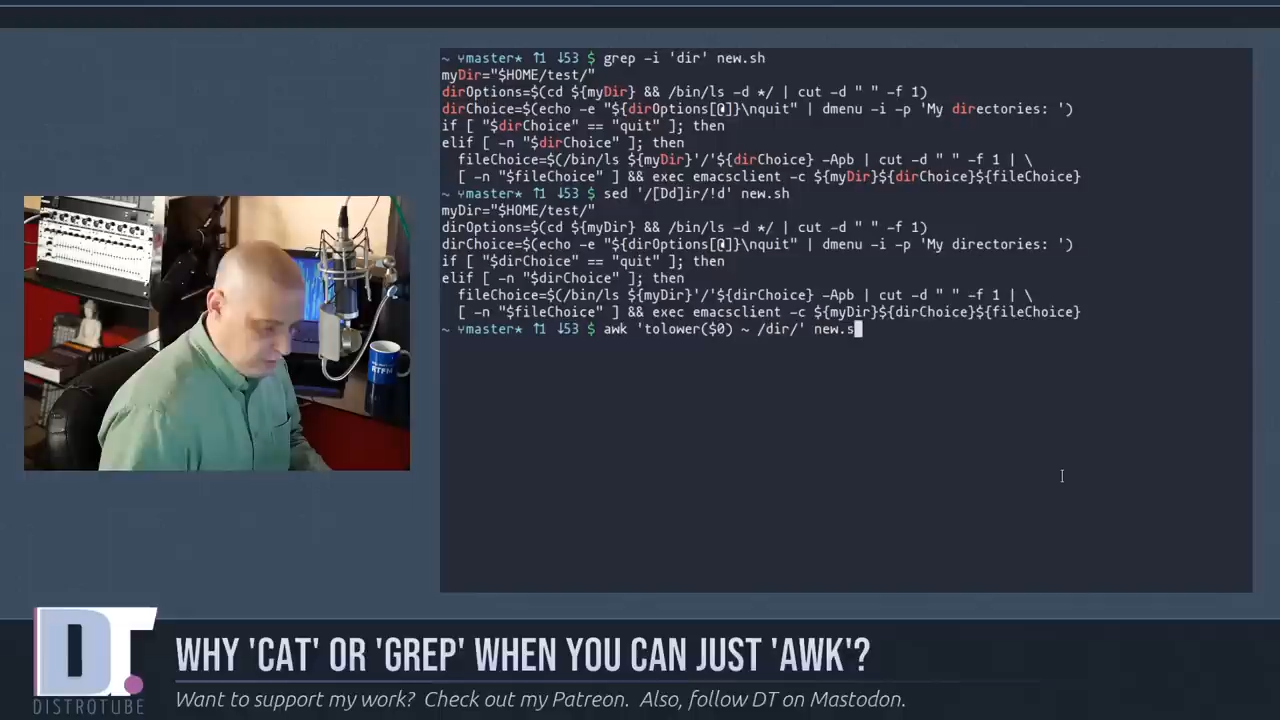 ~ ⑂master* ⇡1 ⇣53 $ grep -i 'dir' new.sh
myDir="$HOME/test/"
dirOptions=$(cd ${myDir} && /bin/ls -d */ | cut -d " " -f 1)
dirChoice=$(echo -e "${dirOptions[@]}\nquit" | dmenu -i -p 'My directories: ')
if [ "$dirChoice" == "quit" ]; then
elif [ -n "$dirChoice" ]; then
  fileChoice=$(/bin/ls ${myDir}'/'${dirChoice} -Apb | cut -d " " -f 1 | \
  [ -n "$fileChoice" ] && exec emacsclient -c ${myDir}${dirChoice}${fileChoice}
~ ⑂master* ⇡1 ⇣53 $ sed '/[Dd]ir/!d' new.sh
myDir="$HOME/test/"
dirOptions=$(cd ${myDir} && /bin/ls -d */ | cut -d " " -f 1)
dirChoice=$(echo -e "${dirOptions[@]}\nquit" | dmenu -i -p 'My directories: ')
if [ "$dirChoice" == "quit" ]; then
elif [ -n "$dirChoice" ]; then
  fileChoice=$(/bin/ls ${myDir}'/'${dirChoice} -Apb | cut -d " " -f 1 | \
  [ -n "$fileChoice" ] && exec emacsclient -c ${myDir}${dirChoice}${fileChoice}
~ ⑂master* ⇡1 ⇣53 $ awk 'tolower($0) ~ /dir/' new.s
RTFM
DT
DISTROTUBE
WHY 'CAT' OR 'GREP' WHEN YOU CAN JUST 'AWK'?
Want to support my work?  Check out my Patreon.  Also, follow DT on Mastodon.